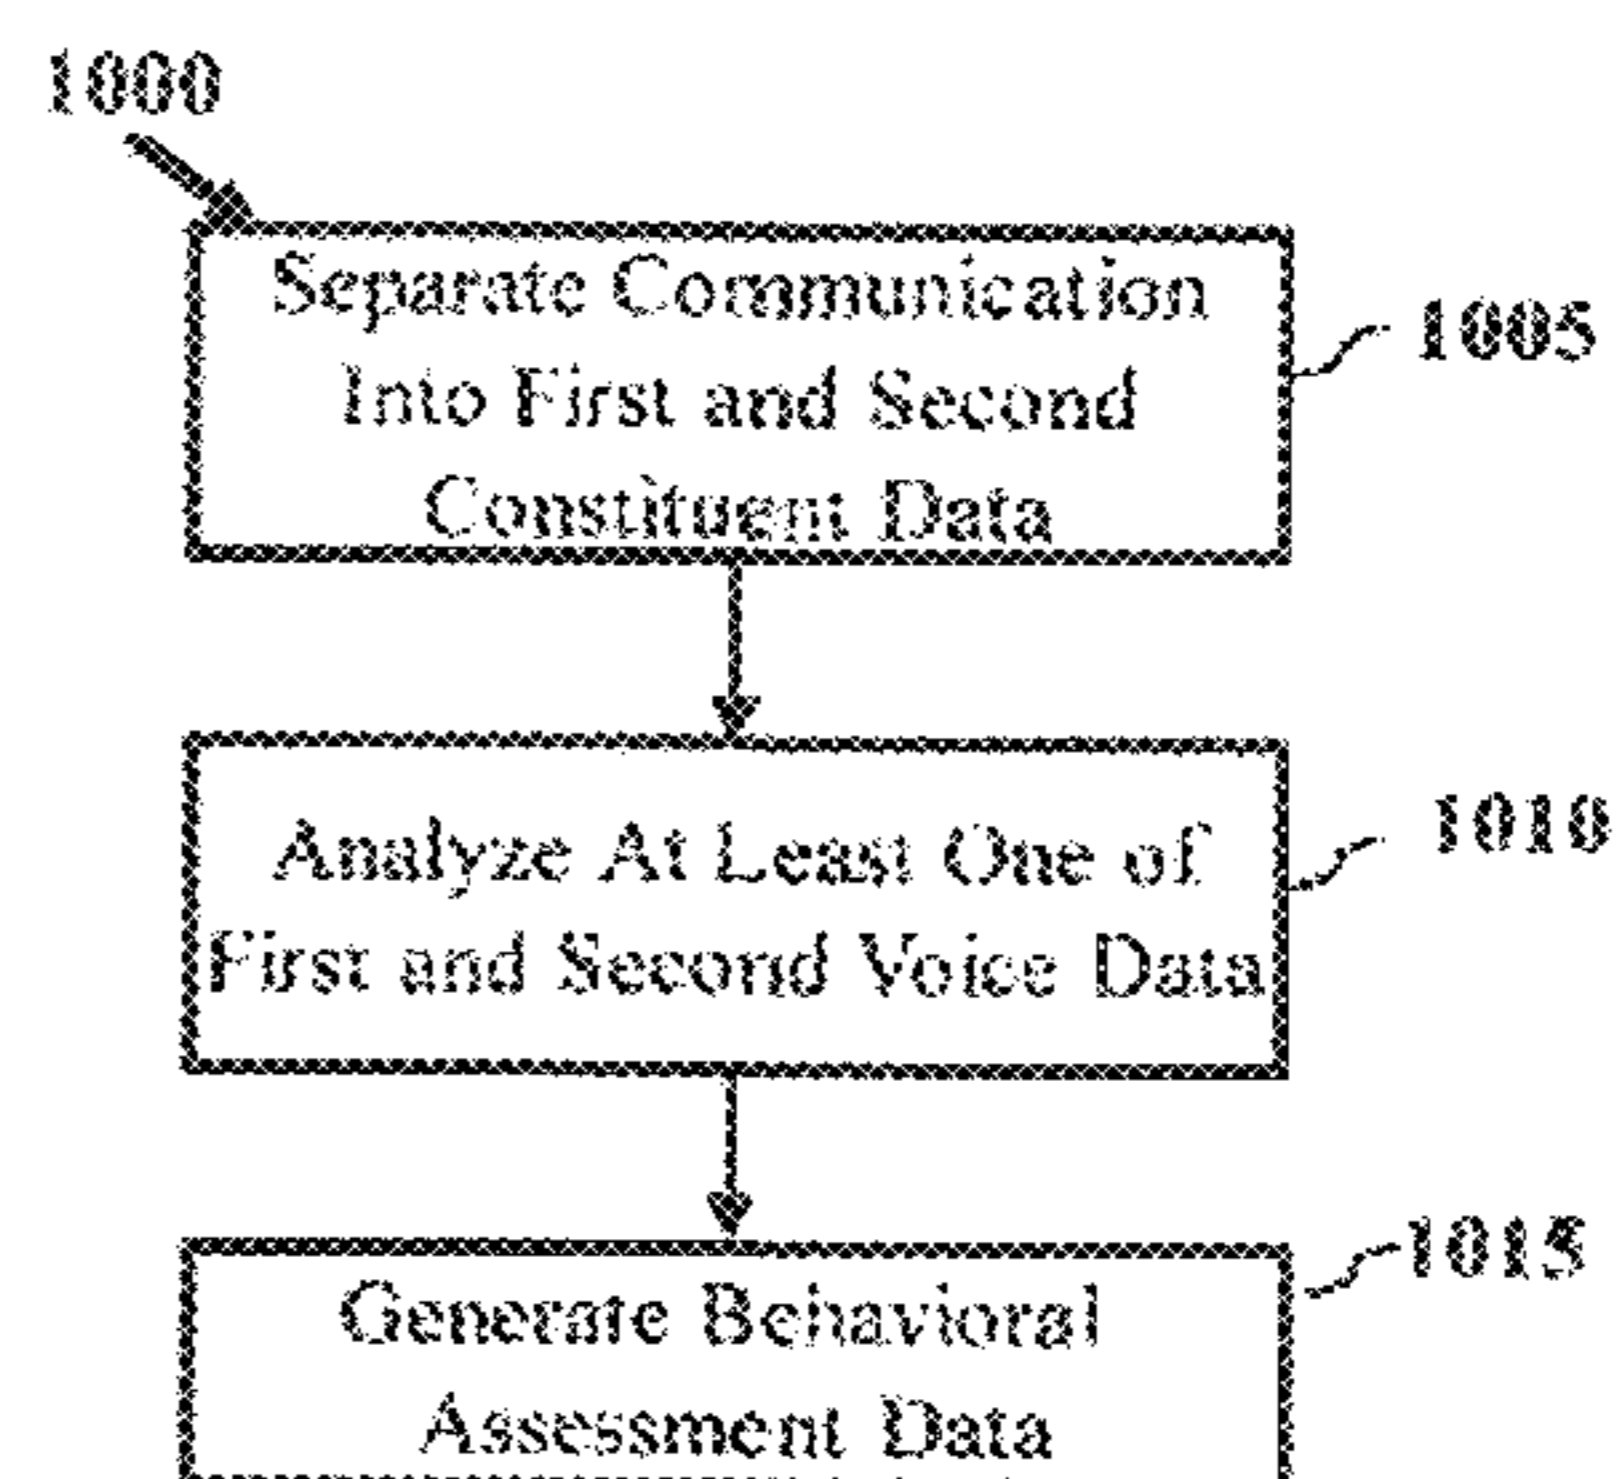 1000
Separate Communication
Into First and Second
Constituent Data
1005
Analyze At Least One of
First and Second Voice Data
1010
Generate Behavioral
Assessment Data
1015